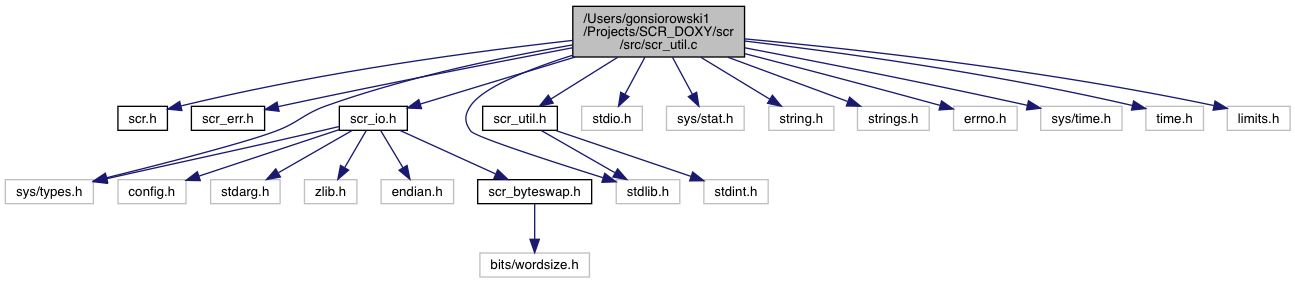 /Users/gonsiorowski1
/Projects/SCR_DOXY/scr
/src/scr_util.c
scr.h
scr_err.h
scr_io.h
scr_util.h
stdio.h
sys/stat.h
string.h
strings.h
errno.h
sys/time.h
time.h
limits.h
sys/types.h
config.h
stdarg.h
zlib.h
endian.h
scr_byteswap.h
stdlib.h
stdint.h
bits/wordsize.h